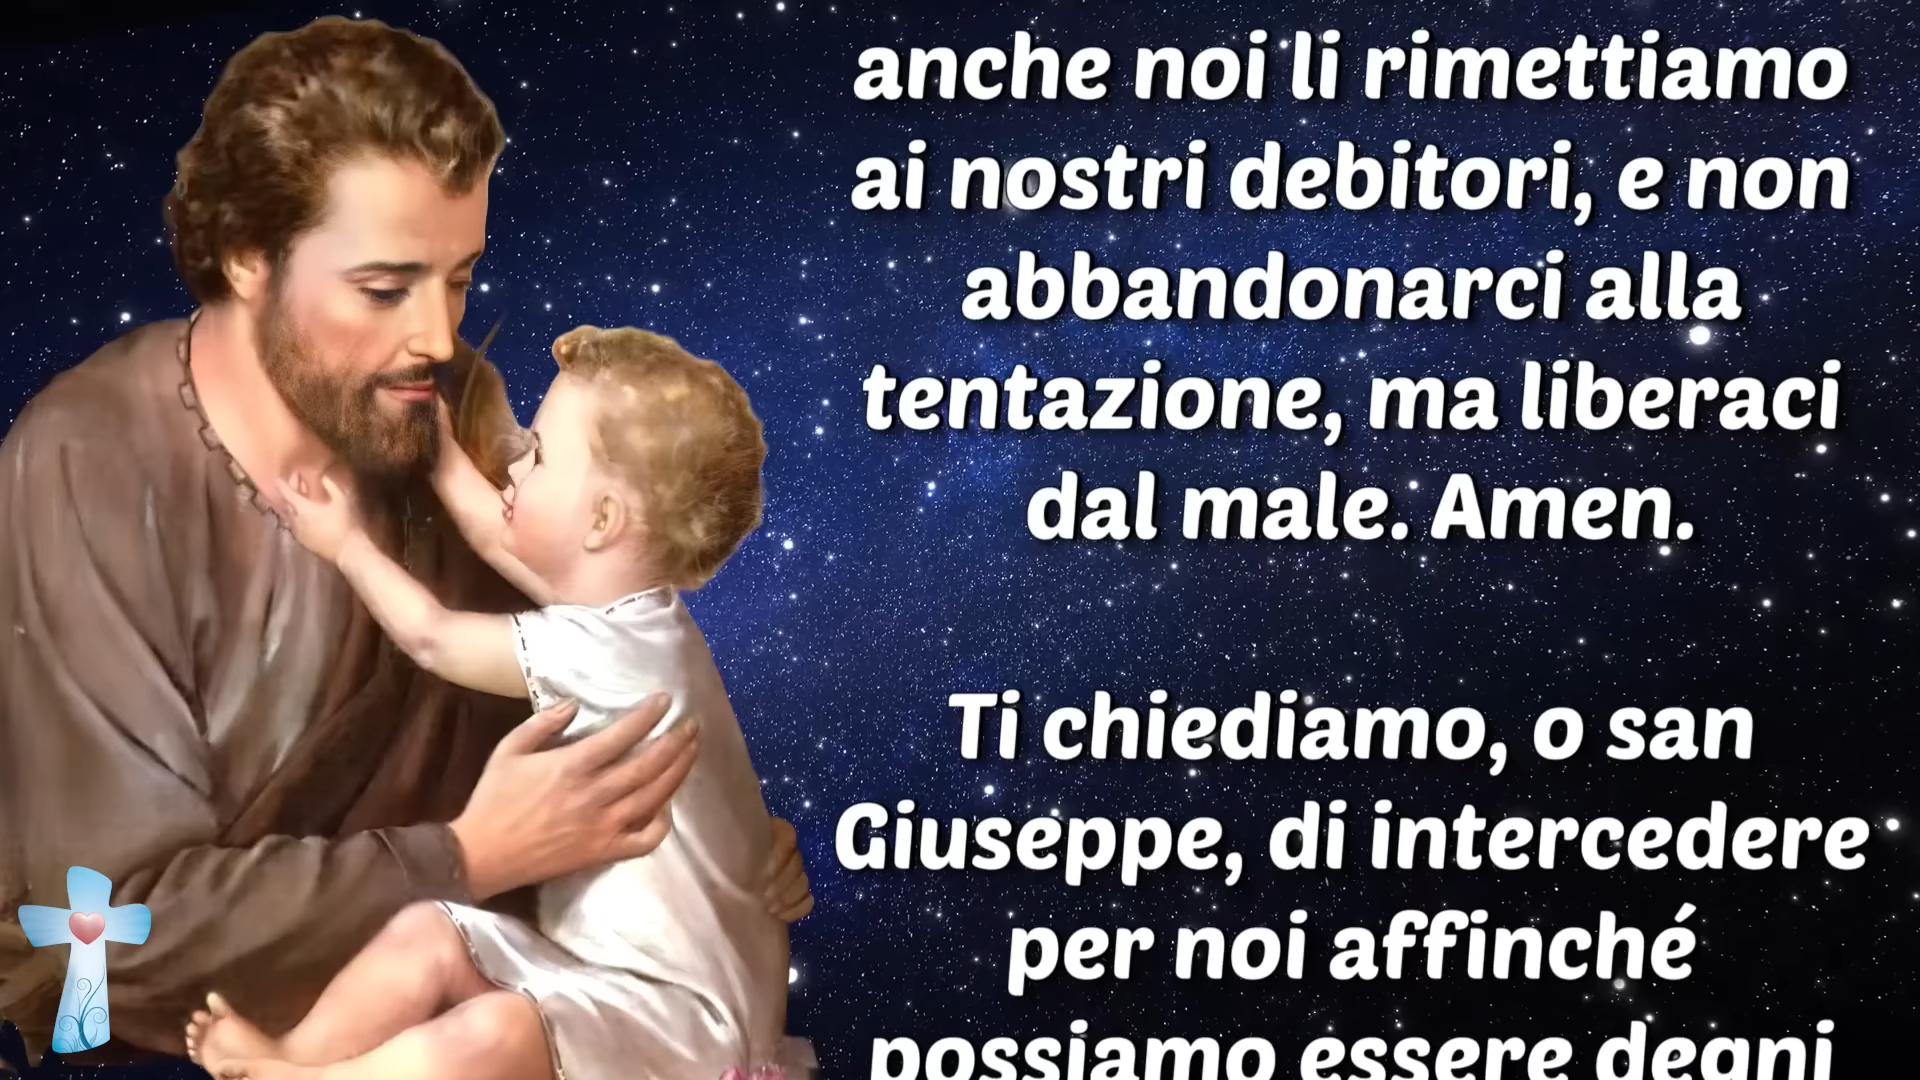 anche noi li rimettiamo
ai nostri debitori, e non
abbandonarci alla
tentazione, ma liberaci
dal male. Amen.
Ti chiediamo, o san
Giuseppe, di intercedere
per noi affinché
possiamo essere degni